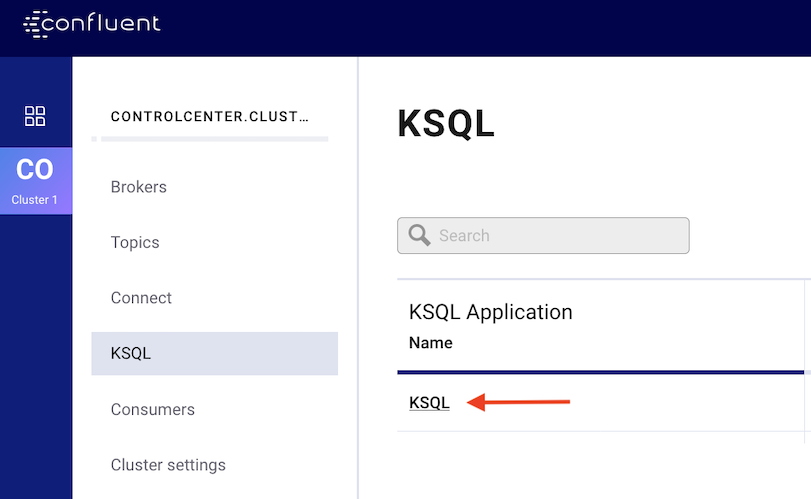 confluent
CO
Cluster 1
CONTROLCENTER.CLUST...
Brokers
Topics
Connect
KSQL
Consumers
Cluster settings
KSQL
Search
KSQL Application
Name
KSQL